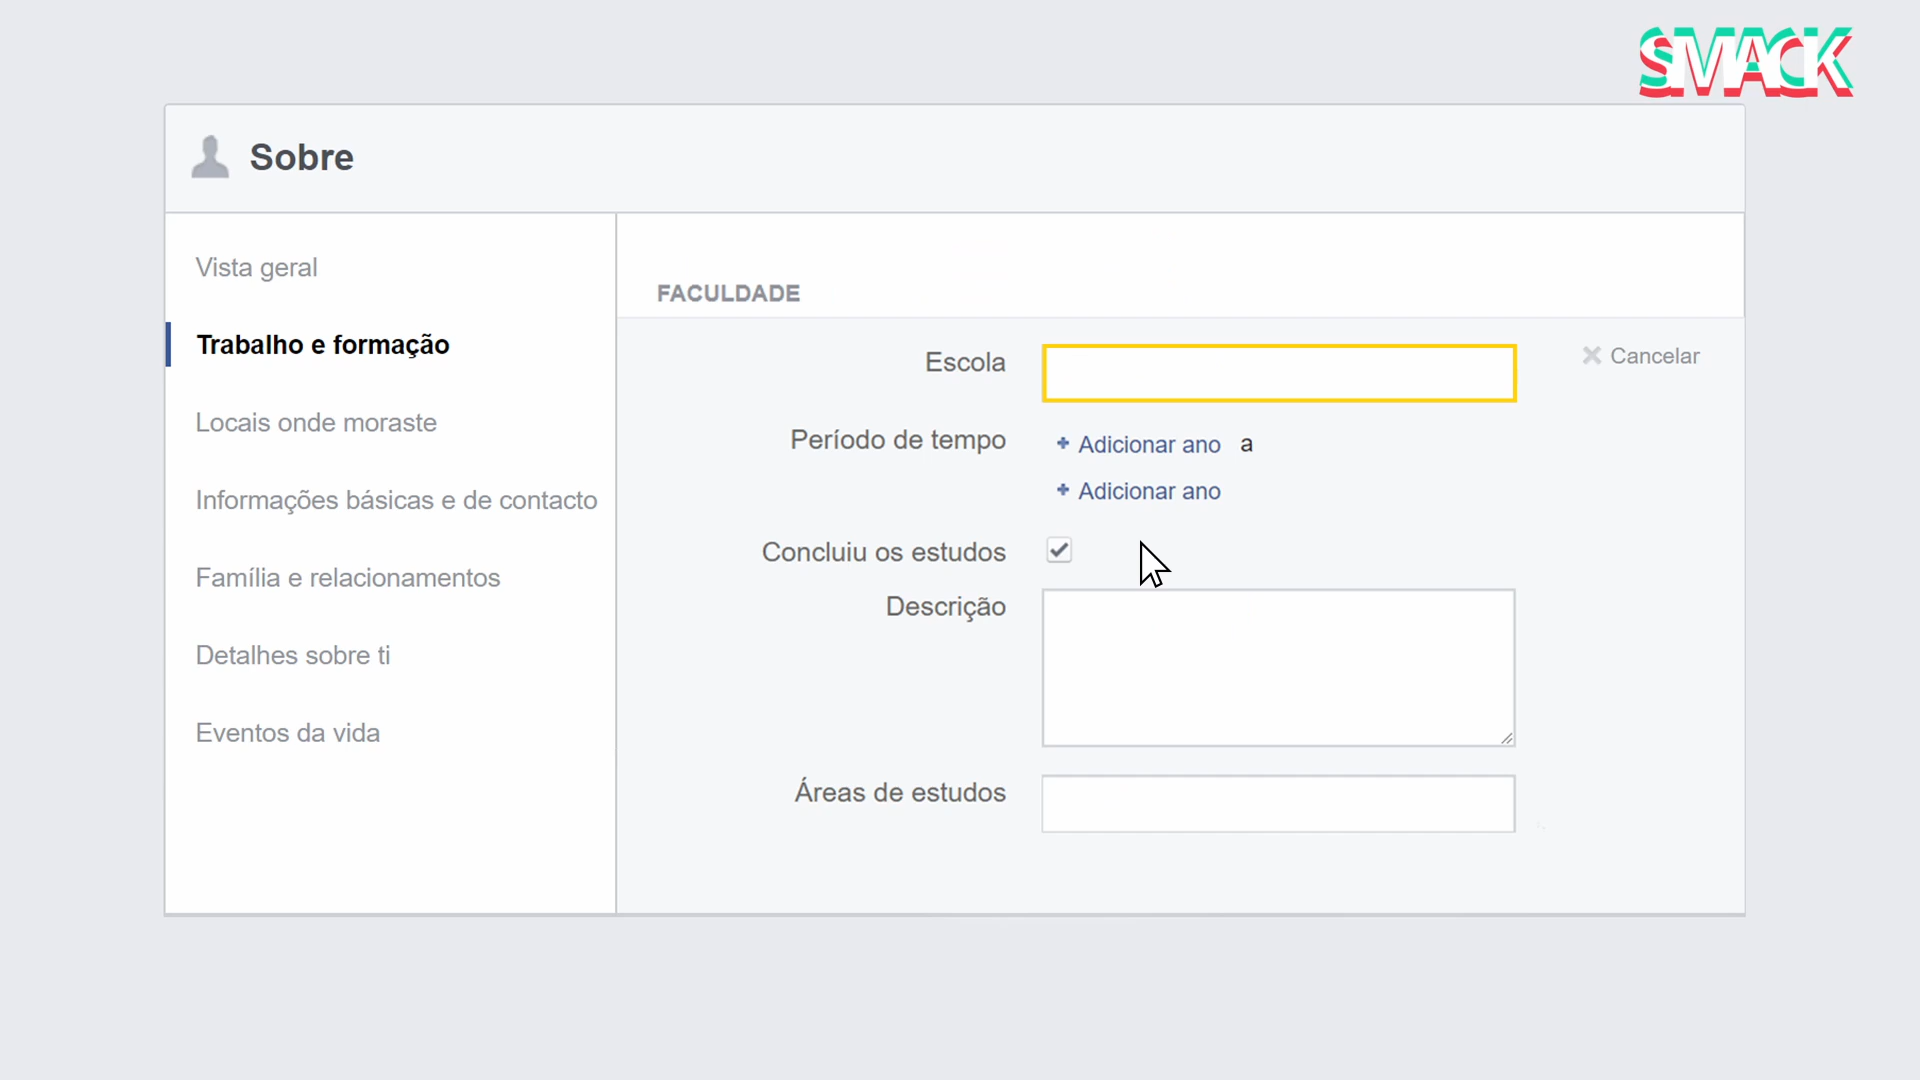 SMACK
Sobre
Vista geral
Trabalho e formação
Locais onde moraste
Informações básicas e de contacto
Família e relacionamentos
Detalhes sobre ti
Eventos da vida
FACULDADE
Escola
Cancelar
Período de tempo
+ Adicionar ano a
+ Adicionar ano
Concluiu os estudos
Descrição
Áreas de estudos